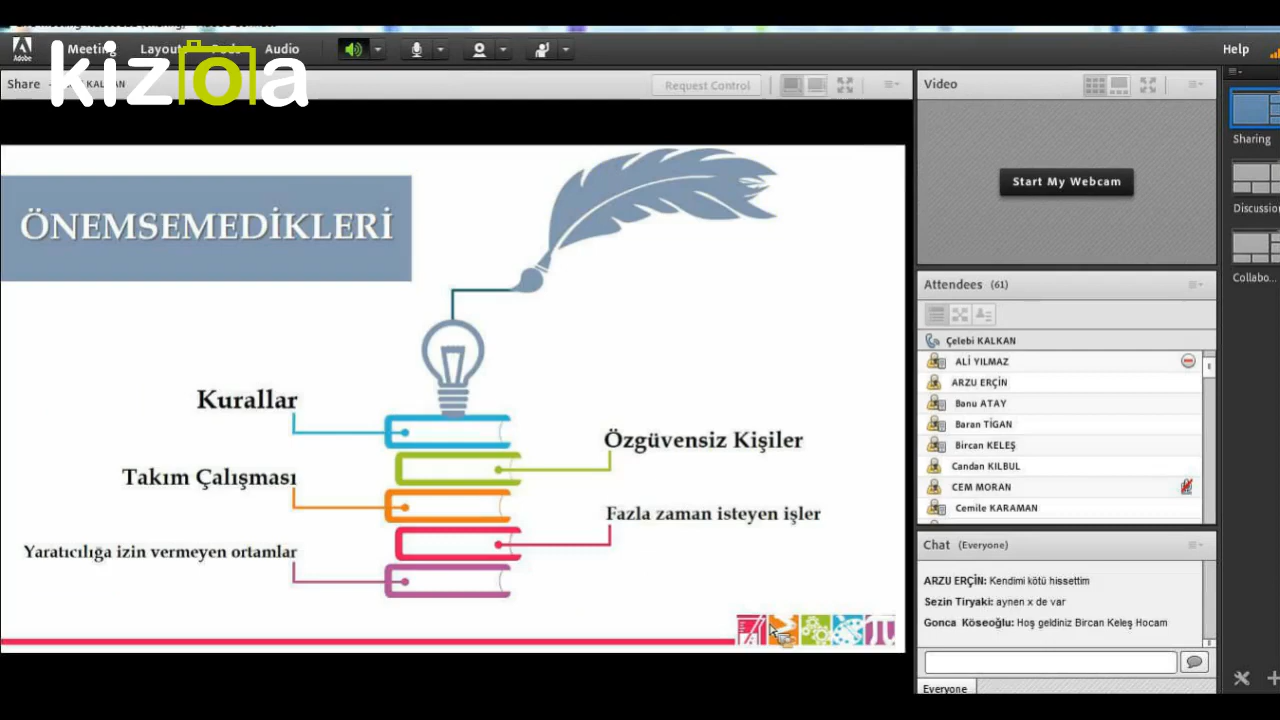 Adobe
Meeting
Layout
Pods
Audio
Help
kizoa
Share
KALKAN
Request Control
Video
Start My Webcam
Sharing
Discussion
Collabo...
ÖNEMSEMEDİKLERİ
Kurallar
Özgüvensiz Kişiler
Takım Çalışması
Fazla zaman isteyen işler
Yaratıcılığa izin vermeyen ortamlar
Attendees (61)
Çelebi KALKAN
ALİ YILMAZ
ARZU ERÇİN
Banu ATAY
Baran TİGAN
Bircan KELEŞ
Candan KILBUL
CEM MORAN
Cemile KARAMAN
Chat (Everyone)
ARZU ERÇİN: Kendimi kötü hissettim
Sezin Tiryaki: aynen x de var
Gonca Köseoğlu: Hoş geldiniz Bircan Keleş Hocam
Everyone